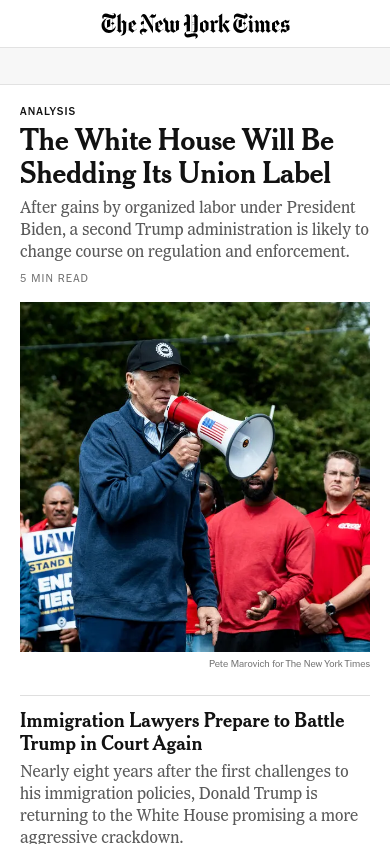 The New York Times
ANALYSIS
The White House Will Be
Shedding Its Union Label
After gains by organized labor under President
Biden, a second Trump administration is likely to
change course on regulation and enforcement.
5 MIN READ
UAW
STAND U
END
TIER
Pete Marovich for The New York Times
Immigration Lawyers Prepare to Battle
Trump in Court Again
Nearly eight years after the first challenges to
his immigration policies, Donald Trump is
returning to the White House promising a more
aggressive crackdown.